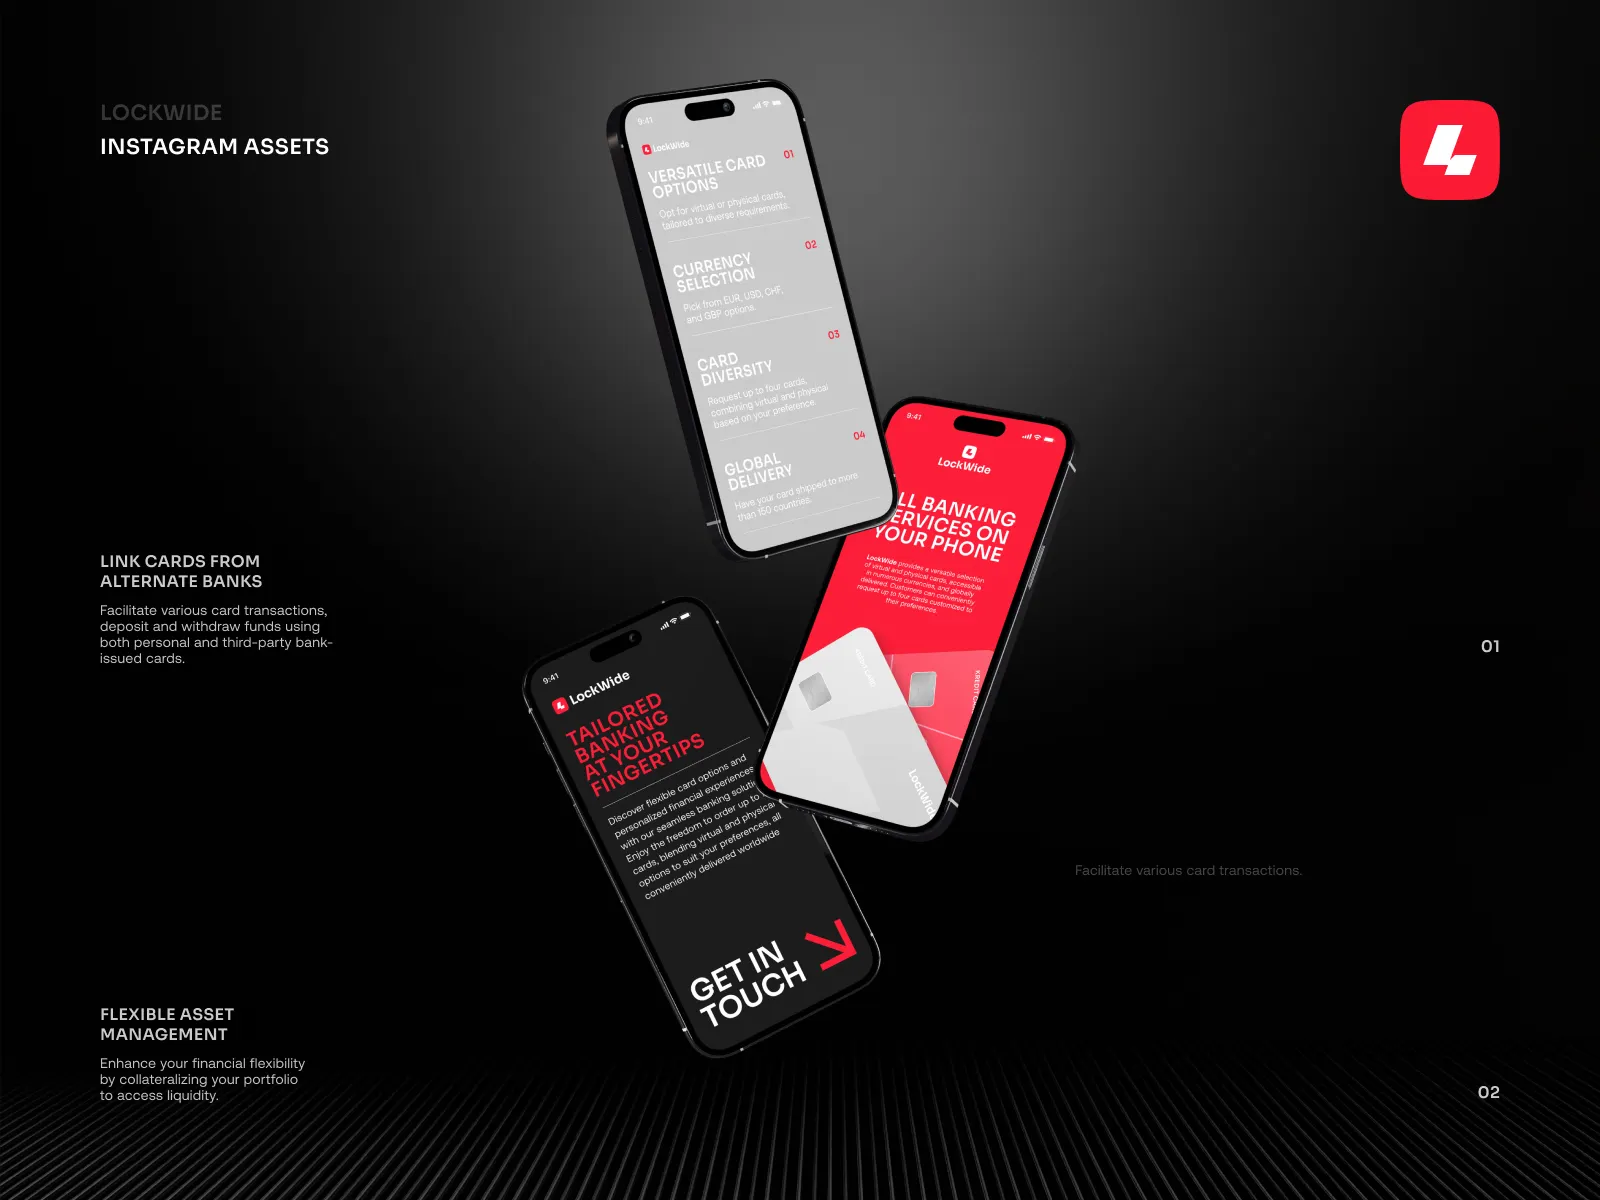 LOCKWIDE
INSTAGRAM ASSETS
9:41
LockWide
VERSATILE CARD
OPTIONS
01
Opt for virtual or physical cards,
tailored to diverse requirements.
02
CURRENCY
SELECTION
Pick from EUR, USD, CHF,
and GBP options.
03
CARD
DIVERSITY
Request up to four cards,
combining virtual and physical
based on your preference.
04
GLOBAL
DELIVERY
Have your card shipped to more
than 150 countries.
9:41
LockWide
LL BANKING
ERVICES ON
YOUR PHONE
LockWide provides a versatile selection
of virtual and physical cards, accessible
in numerous currencies, and globally
delivered. Customers can conveniently
request up to four cards customized to
their preferences.
KREDIT
LockWid
LINK CARDS FROM
ALTERNATE BANKS
Facilitate various card transactions,
deposit and withdraw funds using
both personal and third-party bank-
issued cards.
01
9:41
LockWide
TAILORED
BANKING
AT YOUR
FINGERTIPS
Discover flexible card options and
personalized financial experiences
with our seamless banking soluti
Enjoy the freedom to order up to
cards, blending virtual and physical
options to suit your preferences, all
conveniently delivered worldwide
GET IN
TOUCH
Facilitate various card transactions.
FLEXIBLE ASSET
MANAGEMENT
Enhance your financial flexibility
by collateralizing your portfolio
to access liquidity.
02